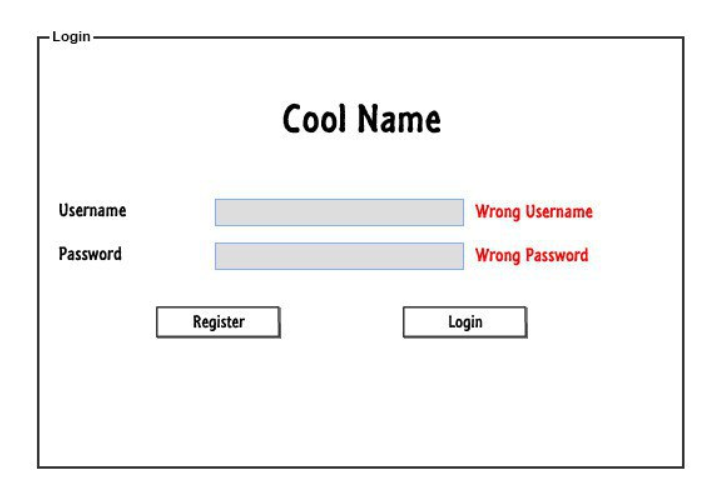 Login
Cool Name
Username Wrong Username
Password Wrong Password
Register Login